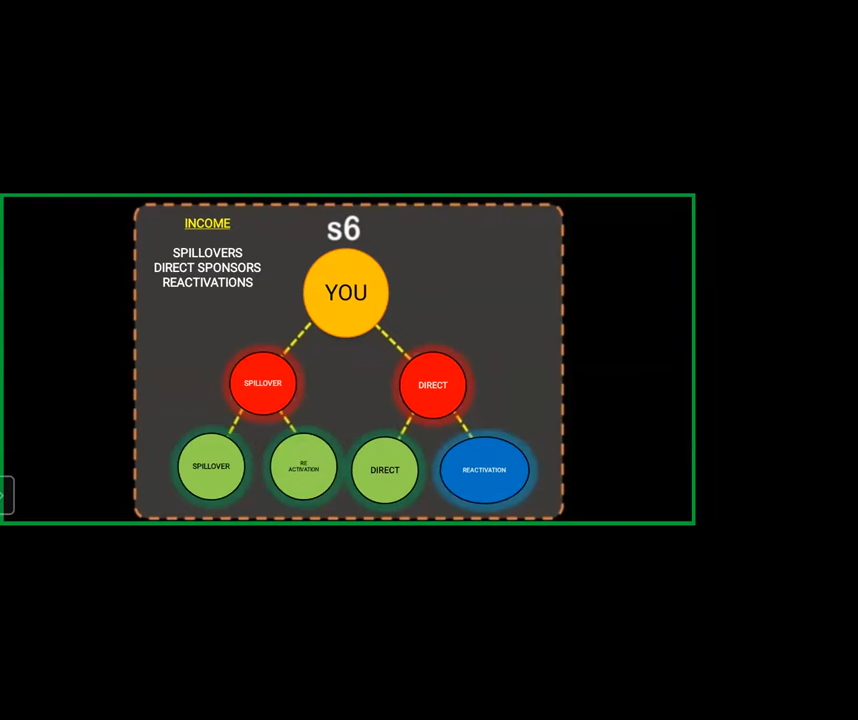 INCOME
s6
SPILLOVERS
DIRECT SPONSORS
REACTIVATIONS
YOU
SPILLOVER
DIRECT
SPILLOVER
RE
ACTIVATION
DIRECT
REACTIVATION